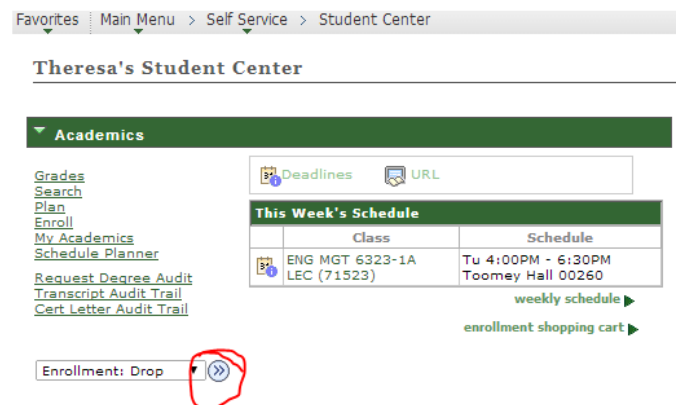 Favorites Main Menu > Self Service > Student Center
Theresa's Student Center
Academics
Grades
Search
Plan
Enroll
My Academics
Schedule Planner
Request Degree Audit
Transcript Audit Trail
Cert Letter Audit Trail
Enrollment: Drop
Deadlines URL
This Week's Schedule
Class Schedule
ENG MGT 6323-1A Tu 4:00PM - 6:30PM
LEC (71523) Toomey Hall 00260
weekly schedule
enrollment shopping cart